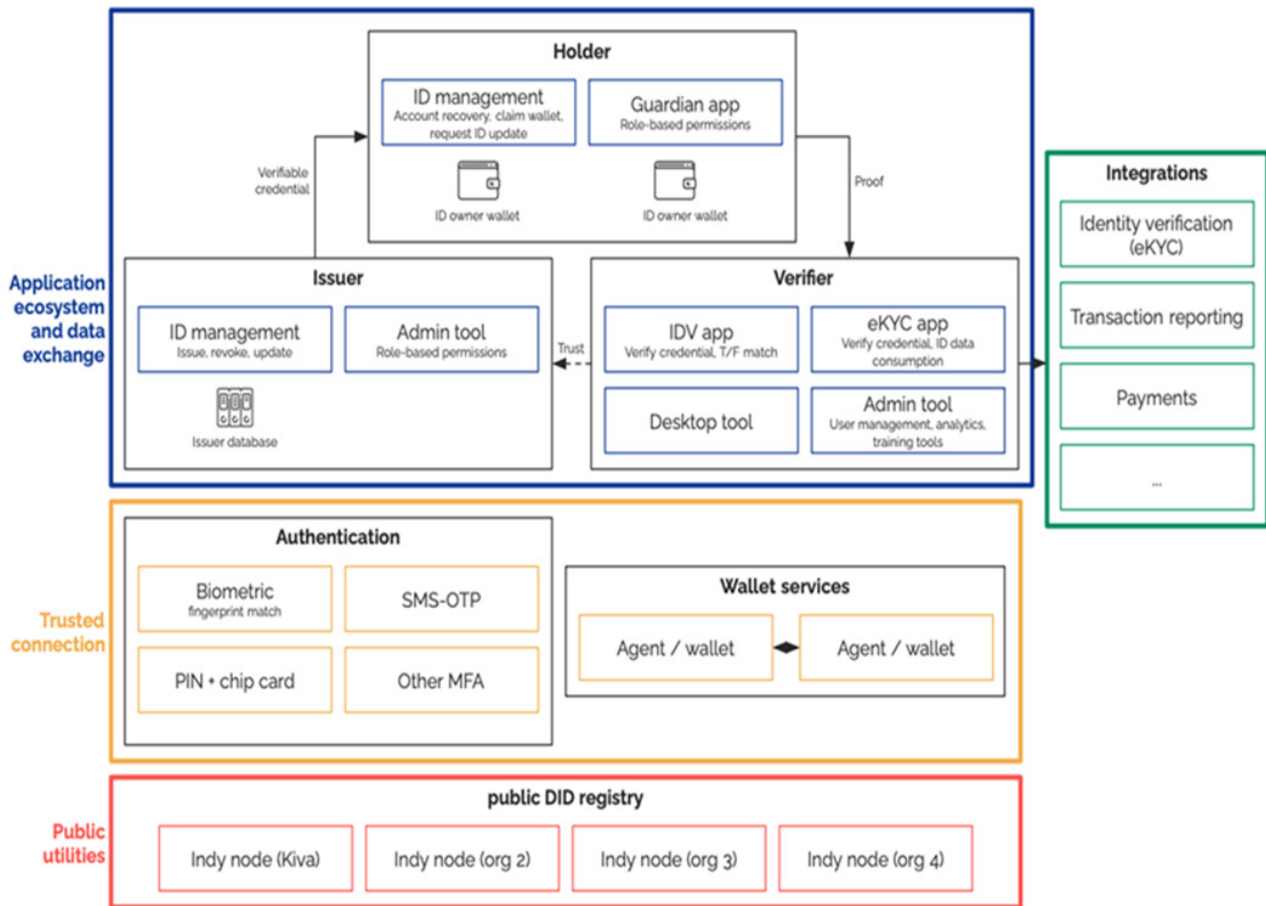 Holder
ID management
Account recovery, claim wallet,
request ID update
Guardian app
Role-based permissions
ID owner wallet
ID owner wallet
Verifiable
credential
Proof
Application
ecosystem
and data
exchange
Issuer
ID management
Issue, revoke, update
Admin tool
Role-based permissions
Issuer database
Trust
Verifier
IDV app
Verify credential, T/F match
eKYC app
Verify credential, ID data
consumption
Desktop tool
Admin tool
User management, analytics,
training tools
Integrations
Identity verification
(eKYC)
Transaction reporting
Payments
...
Trusted
connection
Authentication
Biometric
fingerprint match
SMS-OTP
PIN + chip card
Other MFA
Wallet services
Agent / wallet
Agent / wallet
Public
utilities
public DID registry
Indy node (Kiva)
Indy node (org 2)
Indy node (org 3)
Indy node (org 4)